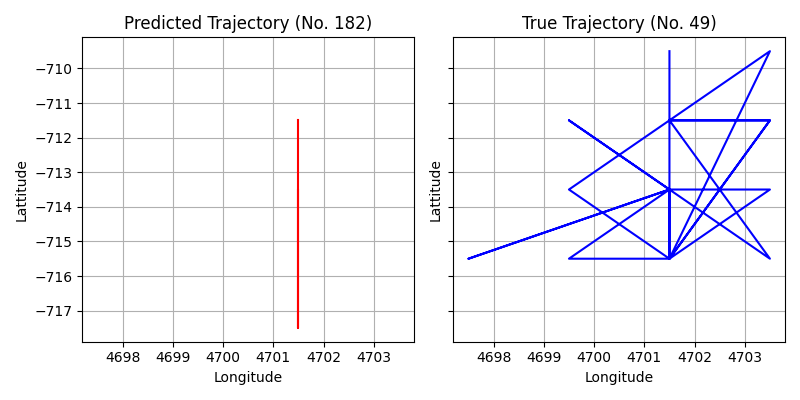 Predicted Trajectory (No. 182)
True Trajectory (No. 49)
Lattitude
−710
−711
−712
−713
−714
−715
−716
−717
4698 4699 4700 4701 4702 4703
Longitude
Lattitude
4698 4699 4700 4701 4702 4703
Longitude